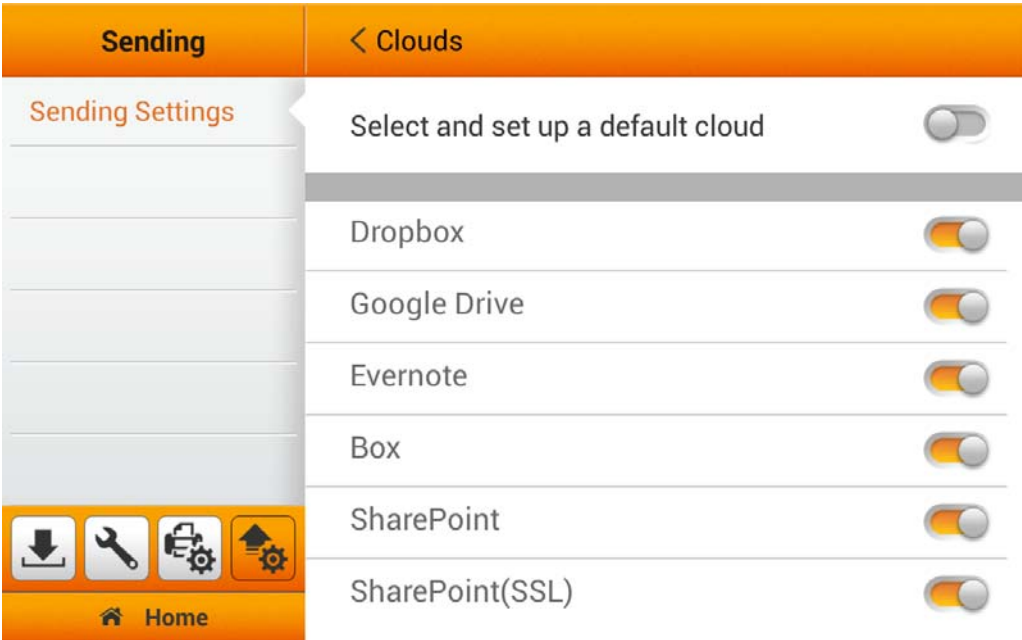 Sending
Clouds
Sending Settings
Select and set up a default cloud
Dropbox
Google Drive
Evernote
Box
SharePoint
SharePoint(SSL)
Home